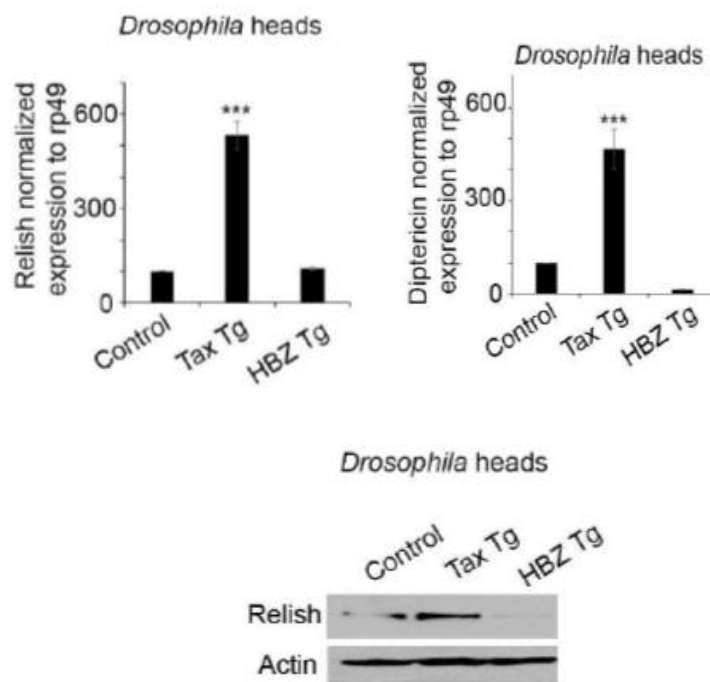 Drosophila heads
Relish normalized
expression to rp49
600
***
300
0
Control
Tax Tg
HBZ Tg
Drosophila heads
Diptericin normalized
expression to rp49
600
***
300
0
Control
Tax Tg
HBZ Tg
Drosophila heads
Control
Tax Tg
HBZ Tg
Relish
Actin